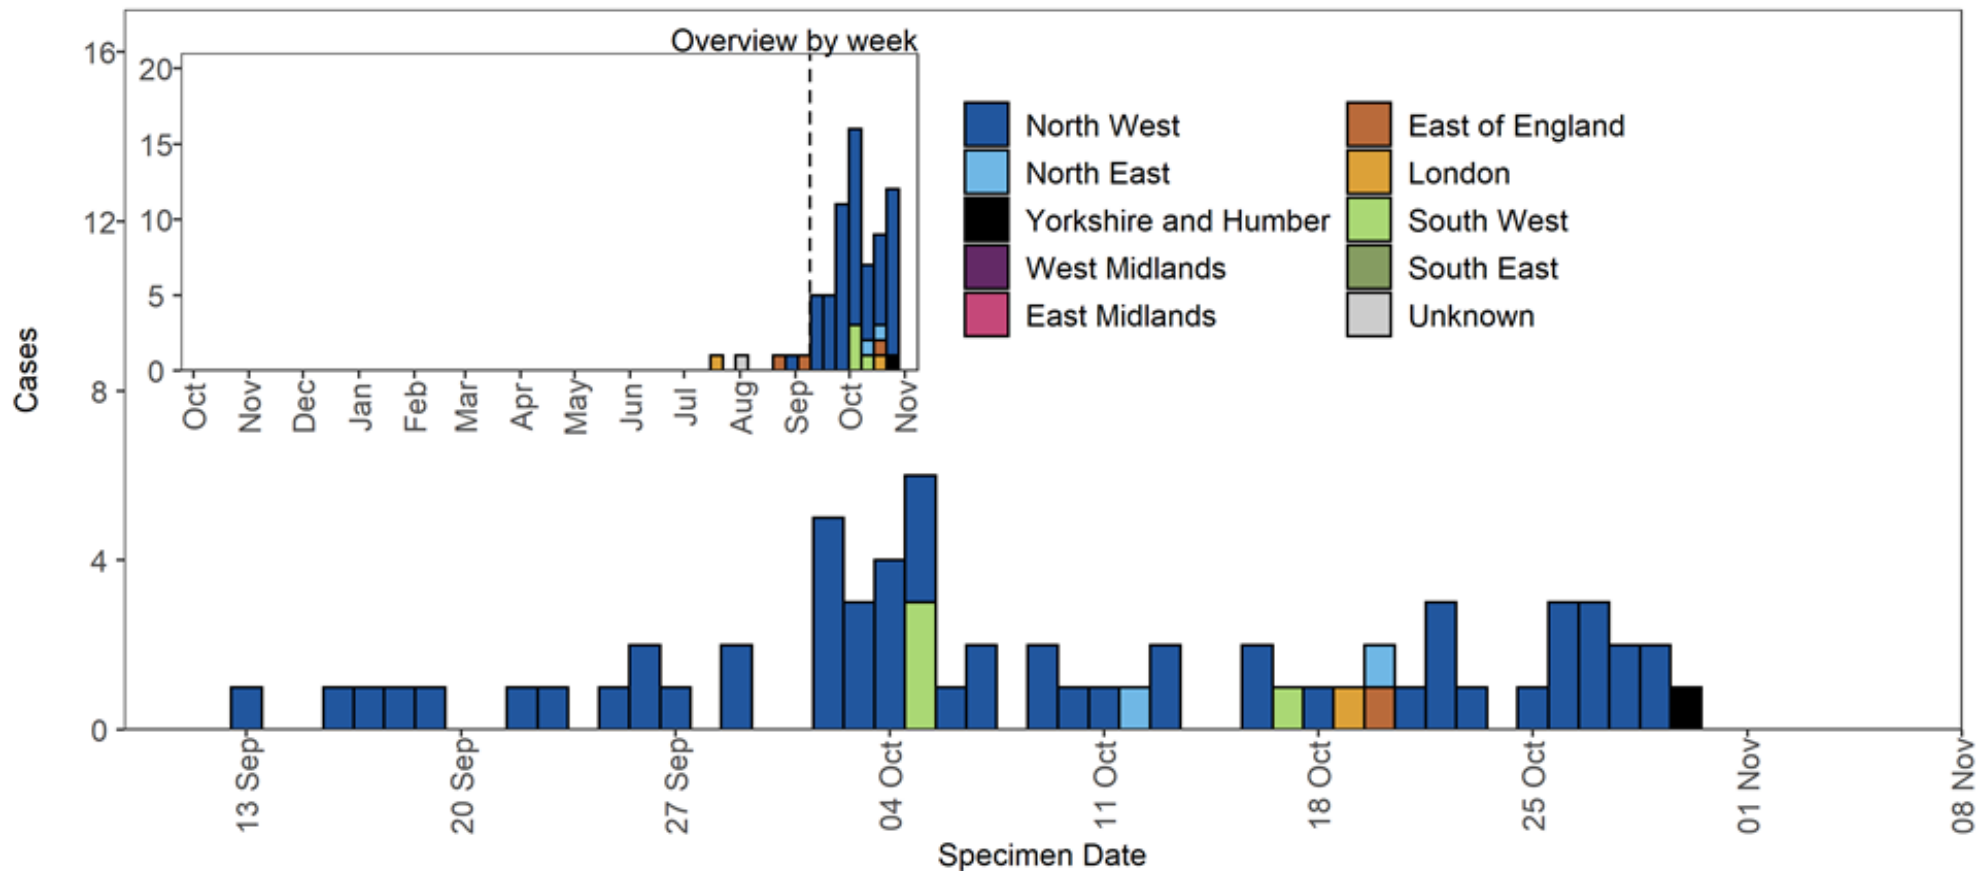 Overview by week
20
15
10
5
0
Oct
Nov
Dec
Jan
Feb
Mar
Apr
May
Jun
Jul
Aug
Sep
Oct
Nov
North West
North East
Yorkshire and Humber
West Midlands
East Midlands
East of England
London
South West
South East
Unknown
Cases
16
12
8
4
0
13 Sep
20 Sep
27 Sep
04 Oct
11 Oct
18 Oct
25 Oct
01 Nov
08 Nov
Specimen Date